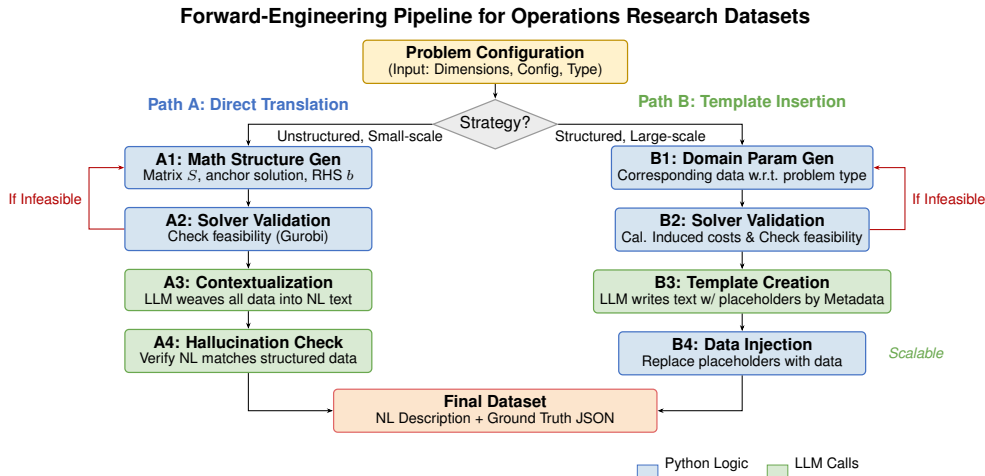 Forward-Engineering Pipeline for Operations Research Datasets
Problem Configuration
(Input: Dimensions, Config, Type)
Path A: Direct Translation
Path B: Template Insertion
Strategy?
Unstructured, Small-scale
Structured, Large-scale
A1: Math Structure Gen
Matrix S, anchor solution, RHS b
If Infeasible
A2: Solver Validation
Check feasibility (Gurobi)
A3: Contextualization
LLM weaves all data into NL text
A4: Hallucination Check
Verify NL matches structured data
B1: Domain Param Gen
Corresponding data w.r.t. problem type
If Infeasible
B2: Solver Validation
Cal. Induced costs & Check feasibility
B3: Template Creation
LLM writes text w/ placeholders by Metadata
B4: Data Injection
Replace placeholders with data
Scalable
Final Dataset
NL Description + Ground Truth JSON
Python Logic
LLM Calls